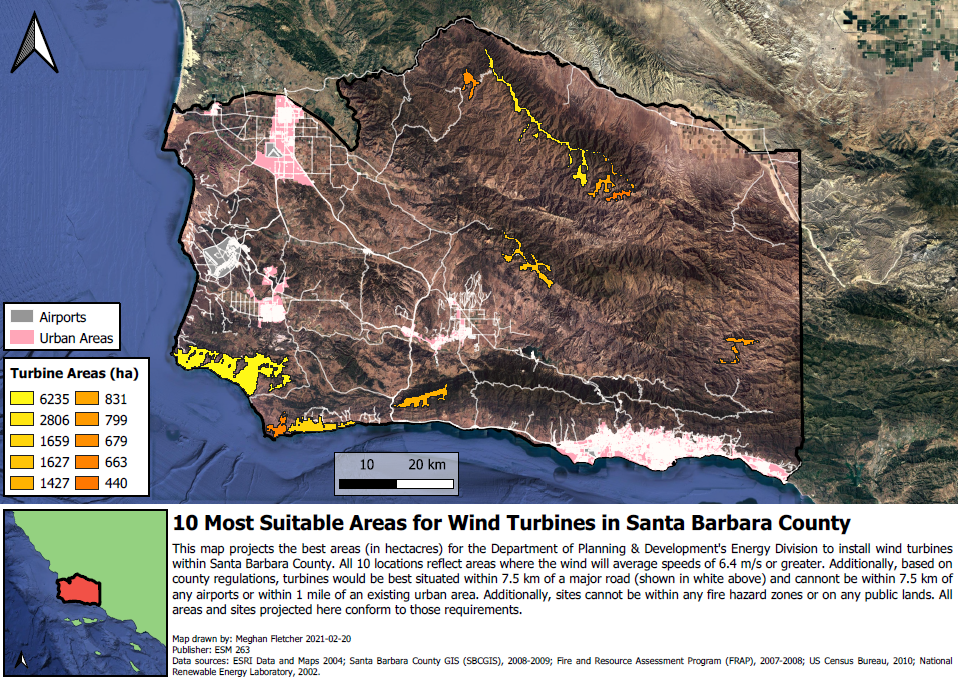 Airports
Urban Areas
Turbine Areas (ha)
6235 831
2806 799
1659 679
1627 663
1427 440
10 20 km
10 Most Suitable Areas for Wind Turbines in Santa Barbara County
This map projects the best areas (in hectacres) for the Department of Planning & Development's Energy Division to install wind turbines
within Santa Barbara County. All 10 locations reflect areas where the wind will average speeds of 6.4 m/s or greater. Additionally, based on
county regulations, turbines would be best situated within 7.5 km of a major road (shown in white above) and cannont be within 7.5 km of
any airports or within 1 mile of an existing urban area. Additionally, sites cannot be within any fire hazard zones or on any public lands. All
areas and sites projected here conform to those requirements.
Map drawn by: Meghan Fletcher 2021-02-20
Publisher: ESM 263
Data sources: ESRI Data and Maps 2004; Santa Barbara County GIS (SBCGIS), 2008-2009; Fire and Resource Assessment Program (FRAP), 2007-2008; US Census Bureau, 2010; National
Renewable Energy Laboratory, 2002.